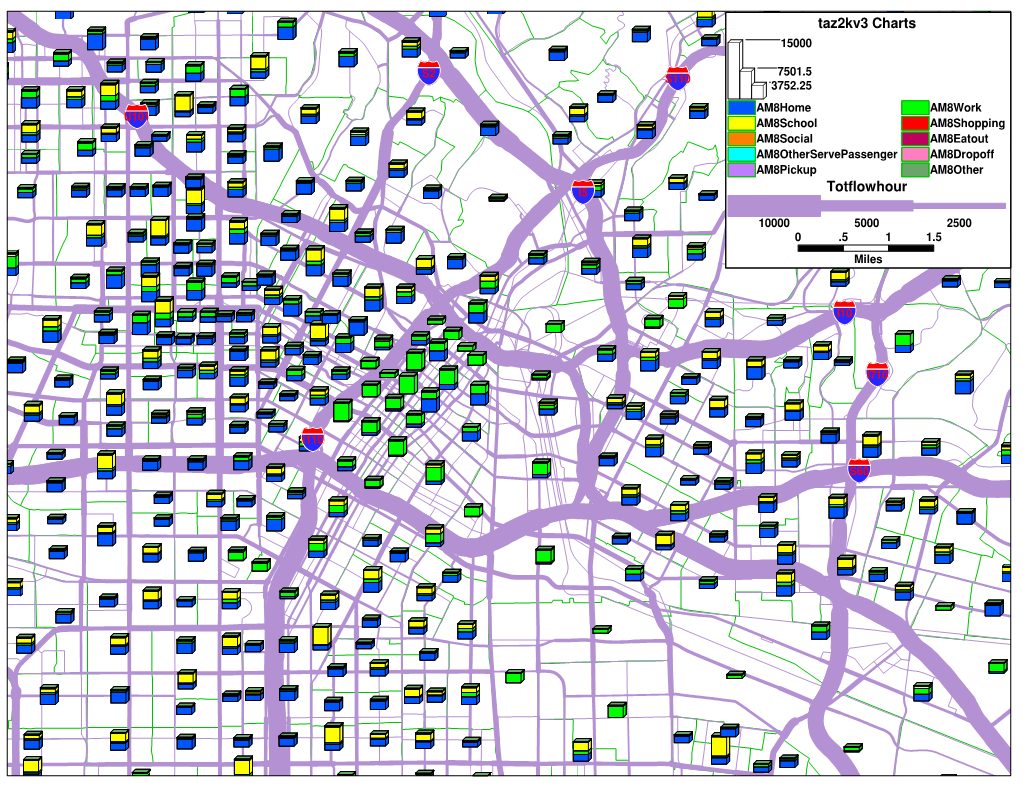 taz2kv3 Charts
15000
7501.5
3752.25
AM8Home
AM8Work
AM8School
AM8Shopping
AM8Social
AM8Eatout
AM8OtherServePassenger
AM8Dropoff
AM8Pickup
AM8Other
Totflowhour
10000 5000 2500
0 .5 1 1.5
Miles